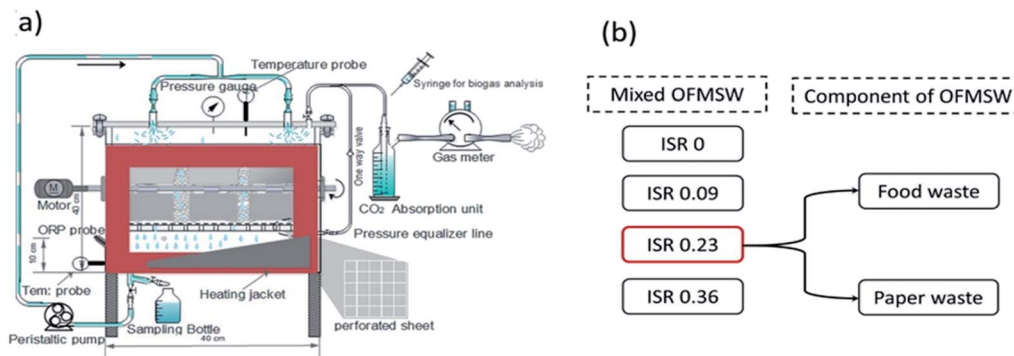 a)
Temperature probe
Pressure gauge
Syringe for biogas analysis
One way valve
Gas meter
M
Motor
40 cm
CO₂ Absorption unit
ORP probe
Pressure equalizer line
10 cm
Tem: probe
Heating jacket
Sampling Bottle
perforated sheet
Peristaltic pump
40 cm
(b)
Mixed OFMSW
Component of OFMSW
ISR 0
ISR 0.09
Food waste
ISR 0.23
ISR 0.36
Paper waste